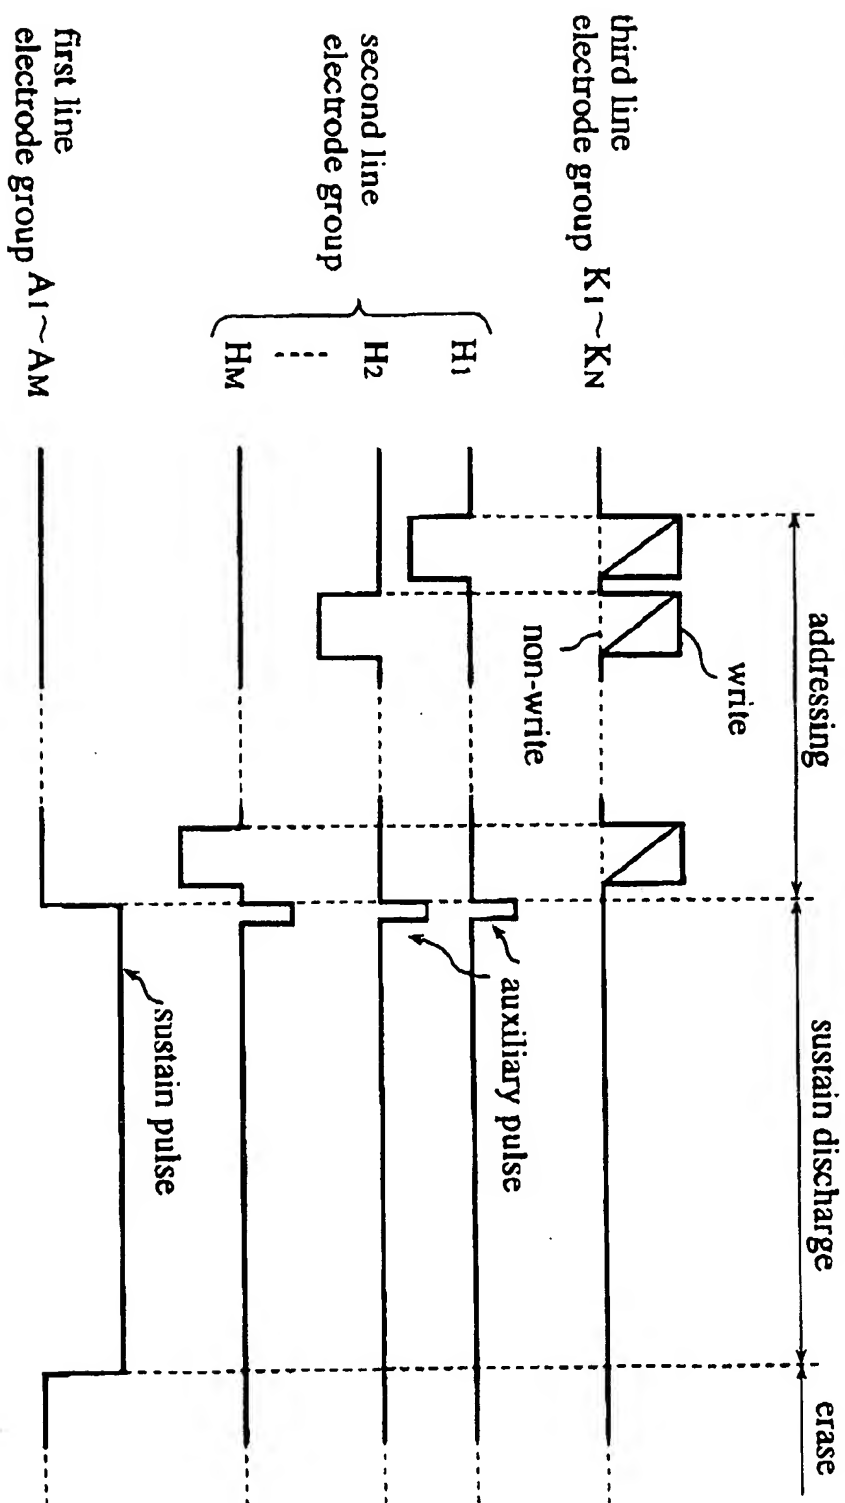 addressing
sustain discharge
erase
write
non-write
third line
electrode group K1~KN
second line
electrode group
H1
H2
HM
auxiliary pulse
sustain pulse
first line
electrode group A1~AM